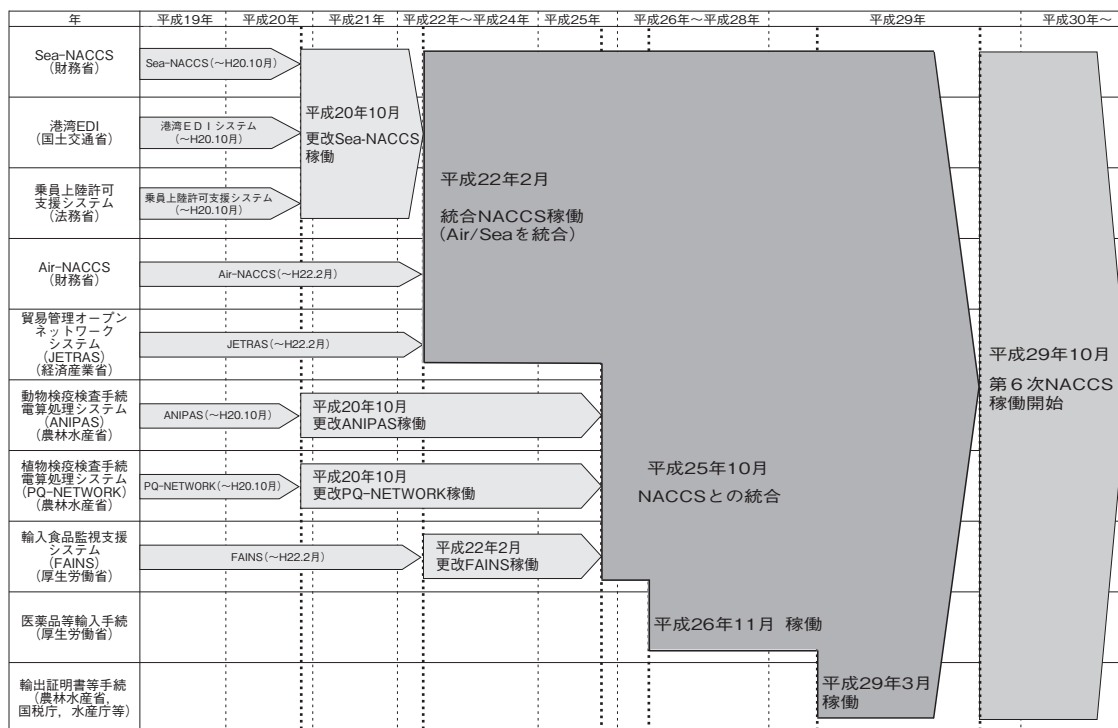 年
平成19年
平成20年
平成21年
平成22年～平成24年
平成25年
平成26年～平成28年
平成29年
平成30年～
Sea-NACCS
（財務省）
Sea-NACCS（～H20.10月）
平成20年10月
更改Sea-NACCS
稼働
港湾EDI
（国土交通省）
港湾ＥＤＩシステム
（～H20.10月）
乗員上陸許可
支援システム
（法務省）
乗員上陸許可支援システム
（～H20.10月）
平成22年2月
統合NACCS稼働
（Air/Seaを統合）
Air-NACCS
（財務省）
Air-NACCS（～H22.2月）
貿易管理オープン
ネットワーク
システム
（JETRAS）
（経済産業省）
JETRAS（～H22.2月）
平成29年10月
第６次NACCS
稼働開始
動物検疫検査手続
電算処理システム
（ANIPAS）
（農林水産省）
ANIPAS（～H20.10月）
平成20年10月
更改ANIPAS稼働
植物検疫検査手続
電算処理システム
（PQ-NETWORK）
（農林水産省）
PQ-NETWORK（～H20.10月）
平成20年10月
更改PQ-NETWORK稼働
平成25年10月
NACCSとの統合
輸入食品監視支援
システム
（FAINS）
（厚生労働省）
FAINS（～H22.2月）
平成22年2月
更改FAINS稼働
医薬品等輸入手続
（厚生労働省）
平成26年11月 稼働
輸出証明書等手続
（農林水産省，
国税庁，水産庁等）
平成29年3月
稼働